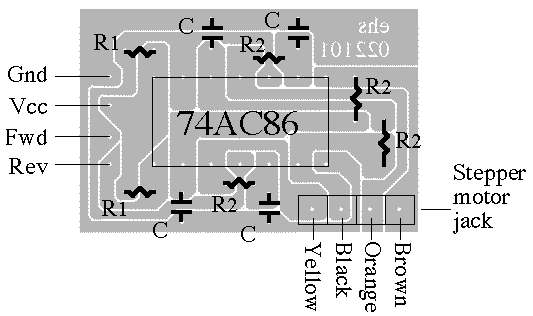 C
C
ehs
022101
R1
R2
Gnd
Vcc
Fwd
Rev
R2
74AC86
R2
R1
R2
C
C
Stepper
motor
jack
Yellow
Black
Orange
Brown